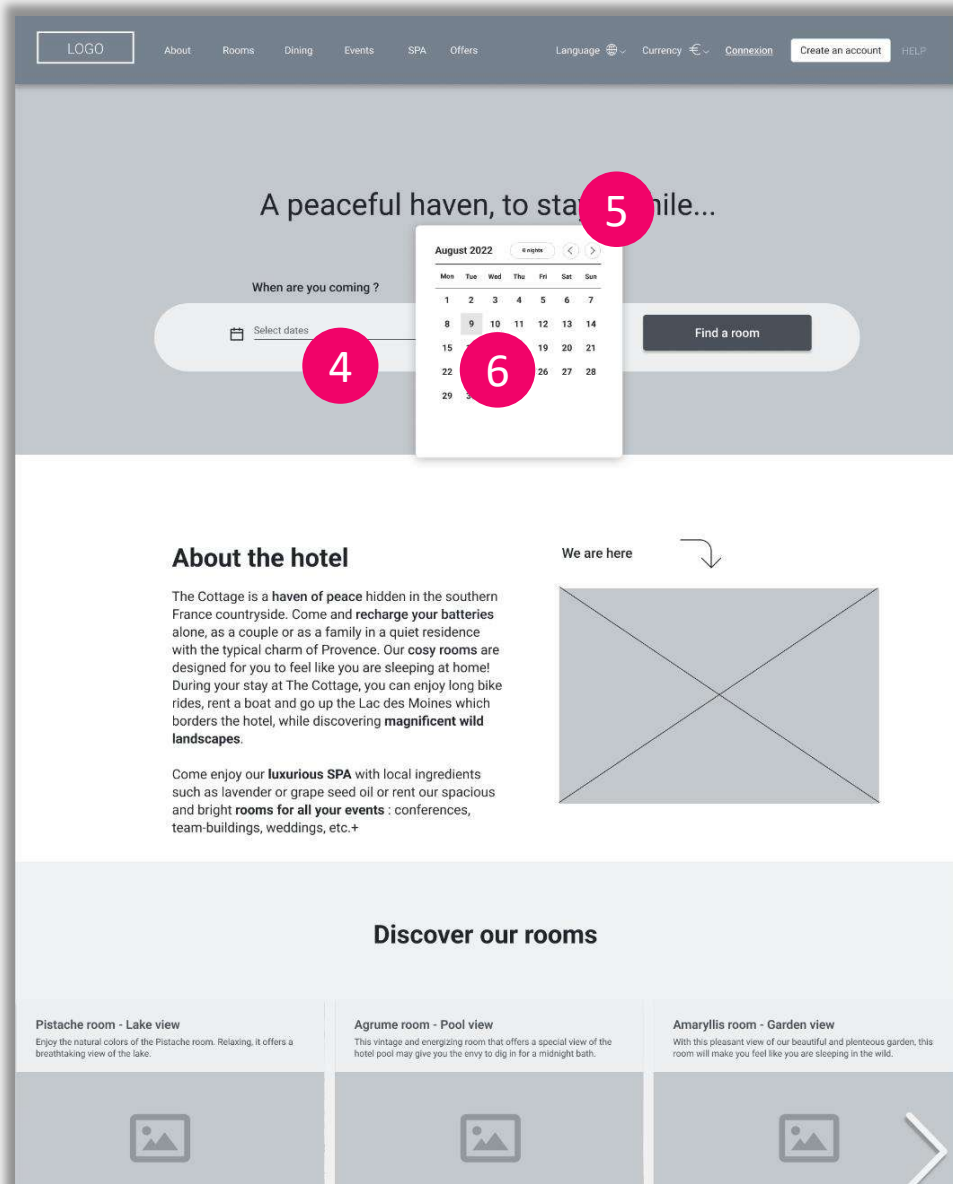 LOGO About Rooms Dining Events SPA Offers Language Currency € Connexion Create an account HELP
A peaceful haven, to hile...
5
August 2022 6 nights
Mon Tue Wed Thu Fri Sat Sun
When are you coming ?
1 2 3 4 5 6 7
8 9 10 11 12 13 14
Select dates
Find a room
15 19 20 21
4
6
22 26 27 28
29
About the hotel
We are here
The Cottage is a haven of peace hidden in the southern
France countryside. Come and recharge your batteries
alone, as a couple or as a family in a quiet residence
with the typical charm of Provence. Our cosy rooms are
designed for you to feel like you are sleeping at home!
During your stay at The Cottage, you can enjoy long bike
rides, rent a boat and go up the Lac des Moines which
borders the hotel, while discovering magnificent wild
landscapes.
Come enjoy our luxurious SPA with local ingredients
such as lavender or grape seed oil or rent our spacious
and bright rooms for all your events : conferences,
team-buildings, weddings, etc.+
Discover our rooms
Pistache room - Lake view
Enjoy the natural colors of the Pistache room. Relaxing, it offers a
breathtaking view of the lake.
Agrume room - Pool view
This vintage and energizing room that offers a special view of the
hotel pool may give you the envy to dig in for a midnight bath.
Amaryllis room - Garden view
With this pleasant view of our beautiful and plenteous garden, this
room will make you feel like you are sleeping in the wild.